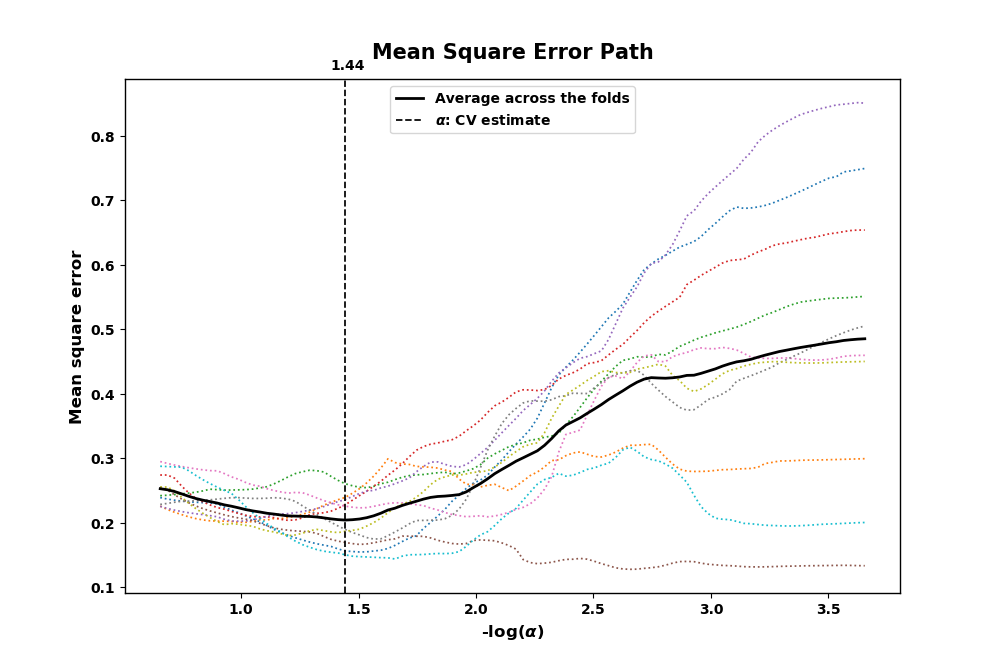 Mean Square Error Path
1.44
Average across the folds
α: CV estimate
Mean square error
0.8
0.7
0.6
0.5
0.4
0.3
0.2
0.1
1.0 1.5 2.0 2.5 3.0 3.5
-log(α)